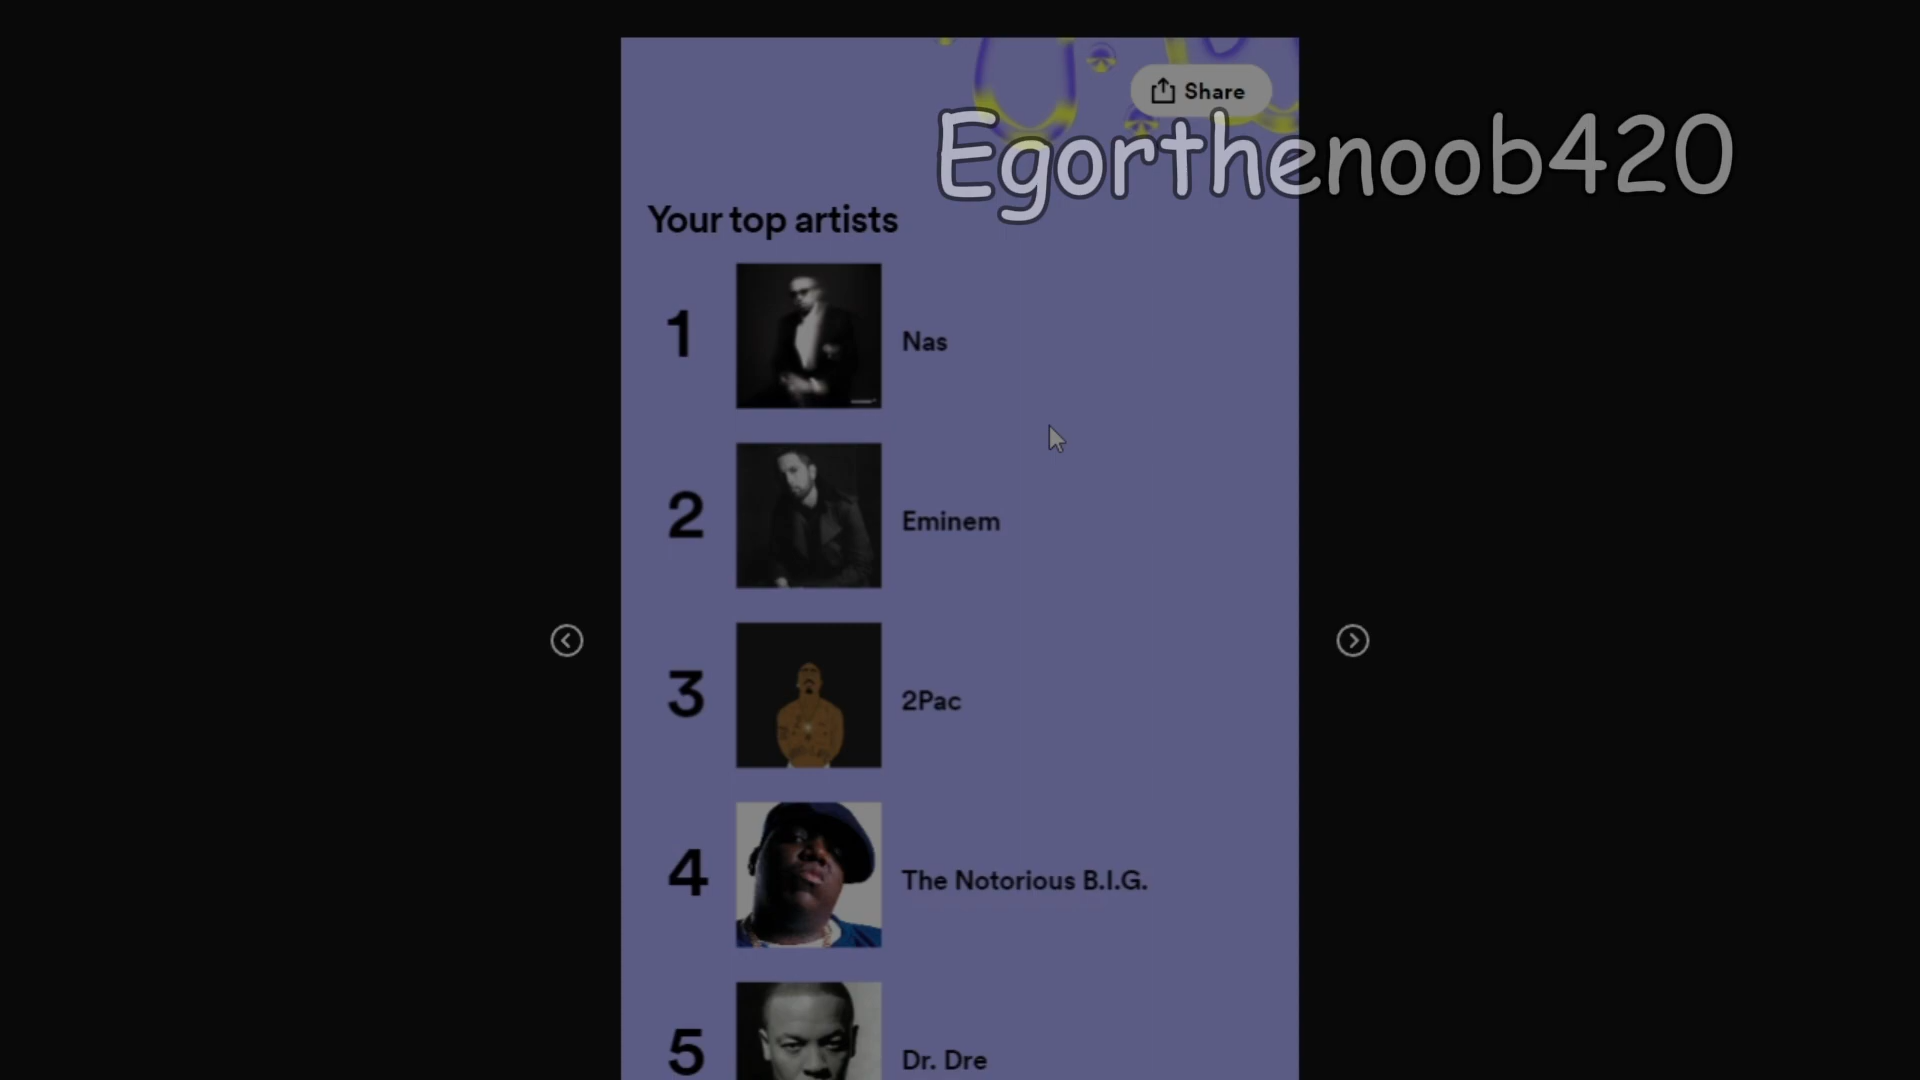 Share
Egorthenoob420
Your top artists
1 Nas
2 Eminem
3 2Pac
4 The Notorious B.I.G.
5 Dr. Dre